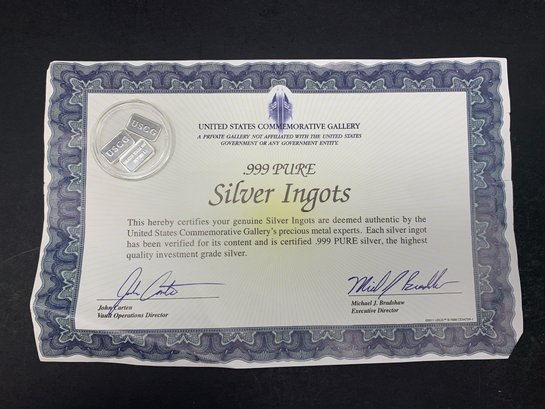 USCG
USCG
UNITED STATES COMMEMORATIVE GALLERY
A PRIVATE GALLERY NOT AFFILIATED WITH THE UNITED STATES
GOVERNMENT OR ANY GOVERNMENT ENTITY.
.999 PURE
Silver Ingots
This hereby certifies your genuine Silver Ingots are deemed authentic by the
United States Commemorative Gallery's precious metal experts. Each silver ingot
has been verified for its content and is certified .999 PURE silver, the highest
quality investment grade silver.
John Carten
Vault Operations Director
Michael J. Bradshaw
Executive Director